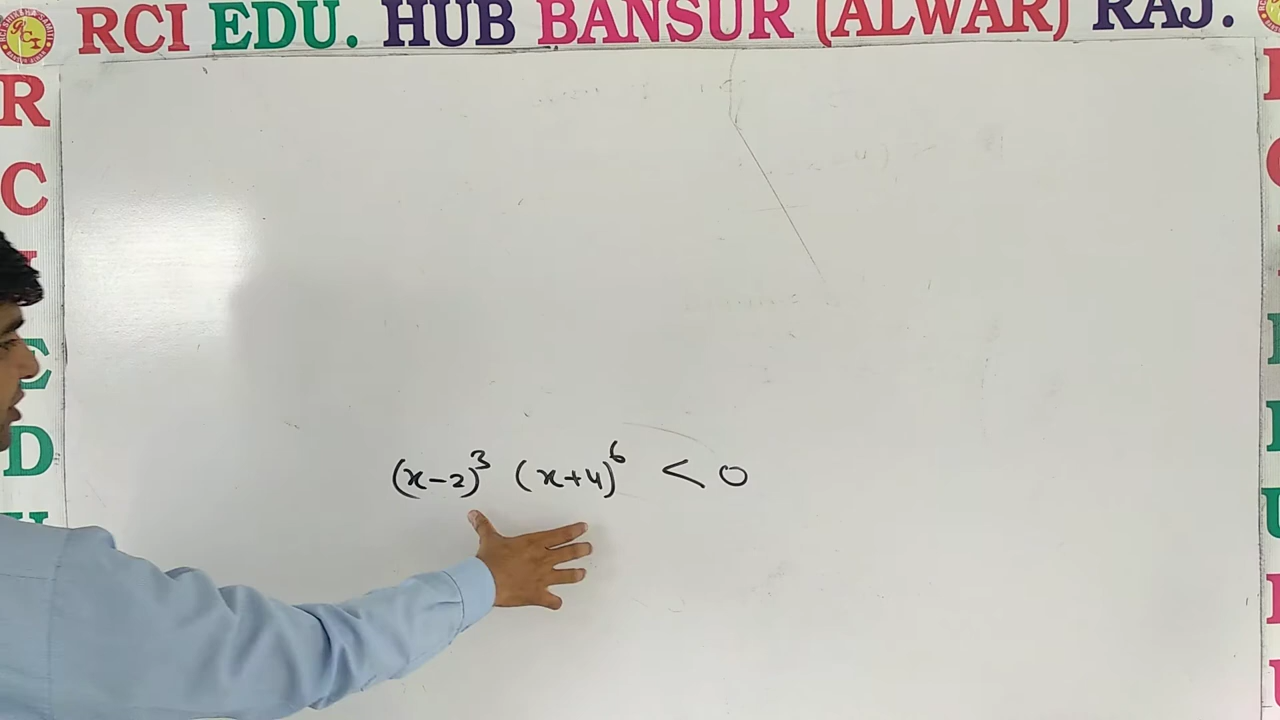 RCI EDU. HUB BANSUR (ALWAR) RAJ.
R
C
I
E
D
U
(x-2)³ (x+4)⁶ < 0